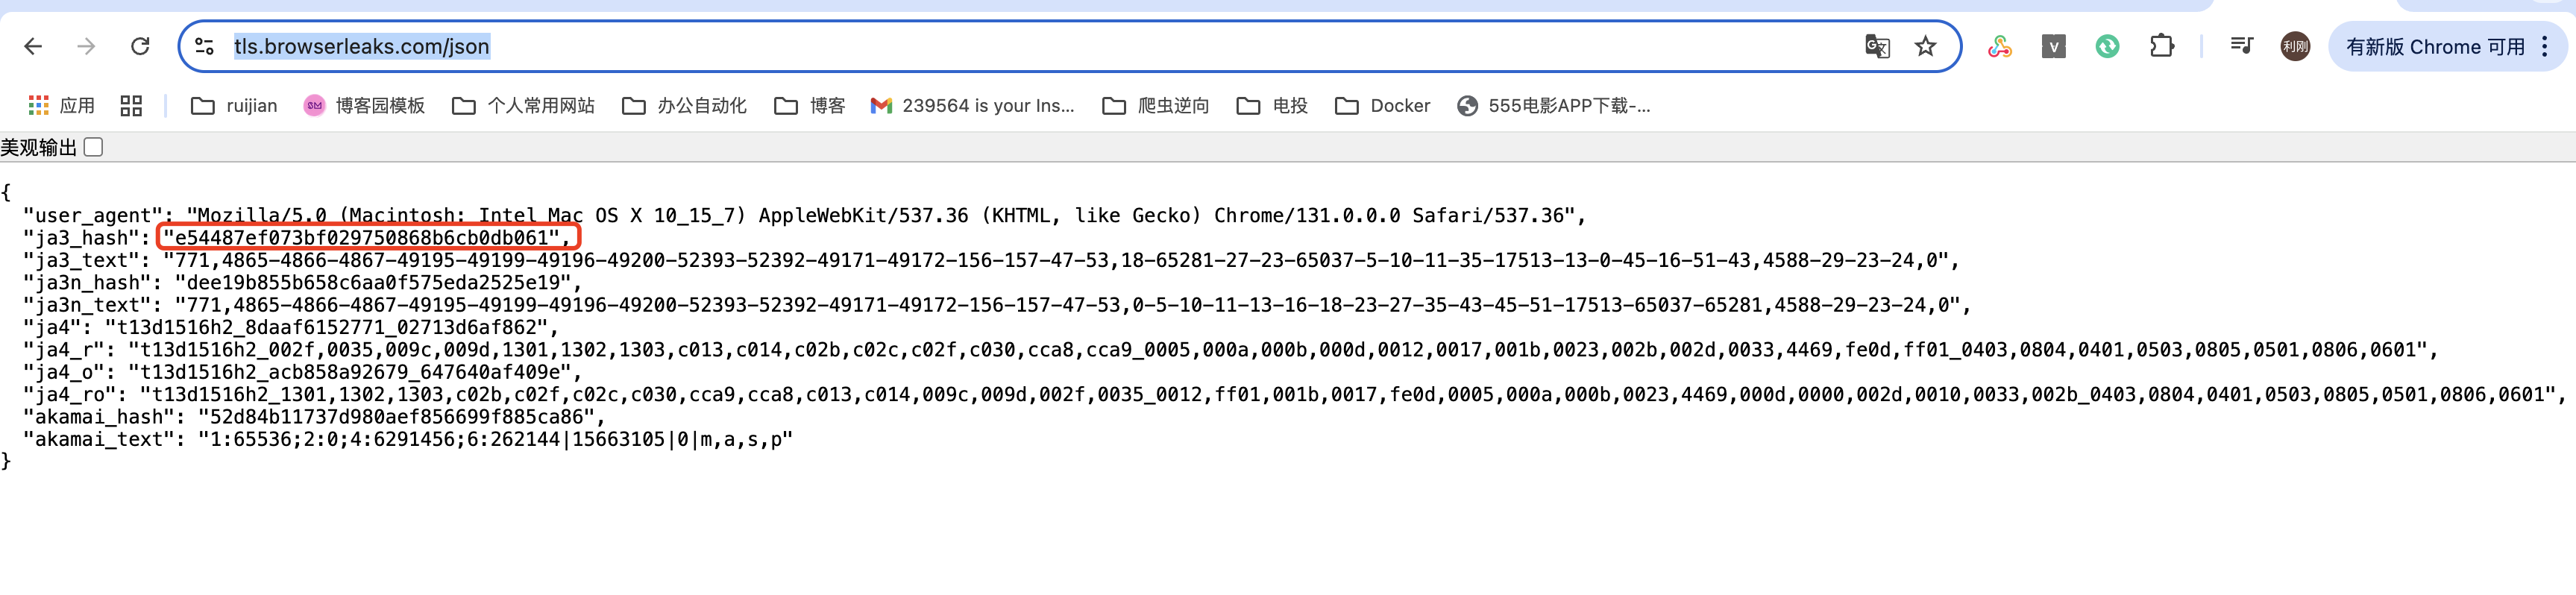 tls.browserleaks.com/json
利刚
有新版 Chrome 可用
应用
ruijian
博客园模板
个人常用网站
办公自动化
博客
239564 is your Ins...
爬虫逆向
电投
Docker
555电影APP下载-...
美观输出
{
"user_agent": "Mozilla/5.0 (Macintosh; Intel Mac OS X 10_15_7) AppleWebKit/537.36 (KHTML, like Gecko) Chrome/131.0.0.0 Safari/537.36",
"ja3_hash": "e54487ef073bf029750868b6cb0db061",
"ja3_text": "771,4865-4866-4867-49195-49199-49196-49200-52393-52392-49171-49172-156-157-47-53,18-65281-27-23-65037-5-10-11-35-17513-13-0-45-16-51-43,4588-29-23-24,0",
"ja3n_hash": "dee19b855b658c6aa0f575eda2525e19",
"ja3n_text": "771,4865-4866-4867-49195-49199-49196-49200-52393-52392-49171-49172-156-157-47-53,0-5-10-11-13-16-18-23-27-35-43-45-51-17513-65037-65281,4588-29-23-24,0",
"ja4": "t13d1516h2_8daaf6152771_02713d6af862",
"ja4_r": "t13d1516h2_002f,0035,009c,009d,1301,1302,1303,c013,c014,c02b,c02c,c02f,c030,cca8,cca9_0005,000a,000b,000d,0012,0017,001b,0023,002b,002d,0033,4469,fe0d,ff01_0403,0804,0401,0503,0805,0501,0806,0601",
"ja4_o": "t13d1516h2_acb858a92679_647640af409e",
"ja4_ro": "t13d1516h2_1301,1302,1303,c02b,c02f,c02c,c030,cca9,cca8,c013,c014,009c,009d,002f,0035_0012,ff01,001b,0017,fe0d,0005,000a,000b,0023,4469,000d,0000,002d,0010,0033,002b_0403,0804,0401,0503,0805,0501,0806,0601",
"akamai_hash": "52d84b11737d980aef856699f885ca86",
"akamai_text": "1:65536;2:0;4:6291456;6:262144|15663105|0|m,a,s,p"
}